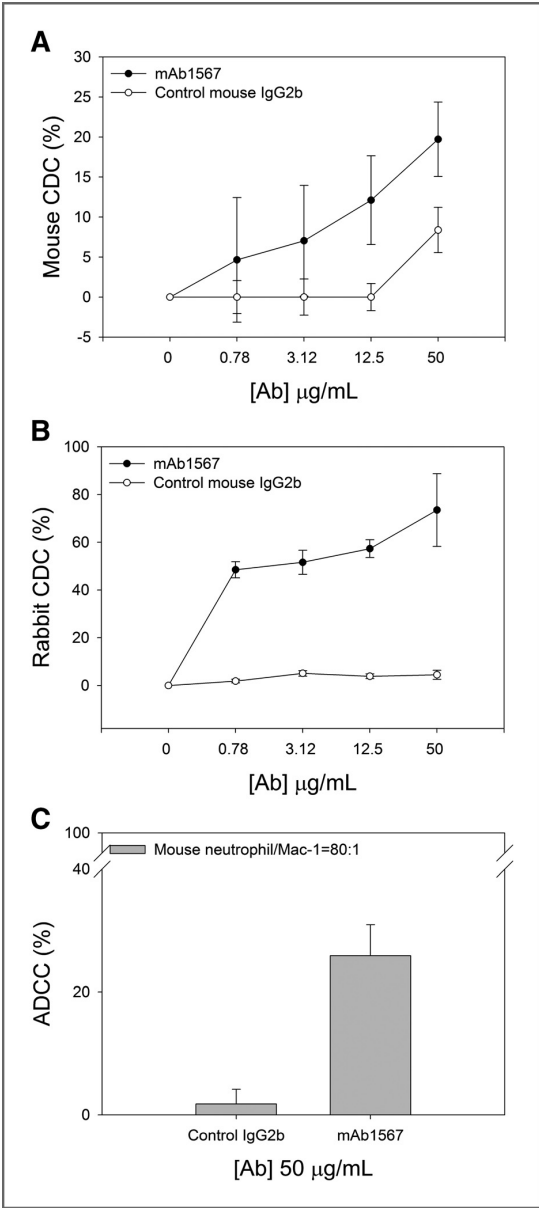 A
30
25
20
15
10
5
0
-5
Mouse CDC (%)
mAb1567
Control mouse IgG2b
0 0.78 3.12 12.5 50
[Ab] μg/mL
B
100
80
60
40
20
0
Rabbit CDC (%)
mAb1567
Control mouse IgG2b
0 0.78 3.12 12.5 50
[Ab] μg/mL
C
100
40
20
0
ADCC (%)
Mouse neutrophil/Mac-1=80:1
Control IgG2b mAb1567
[Ab] 50 μg/mL